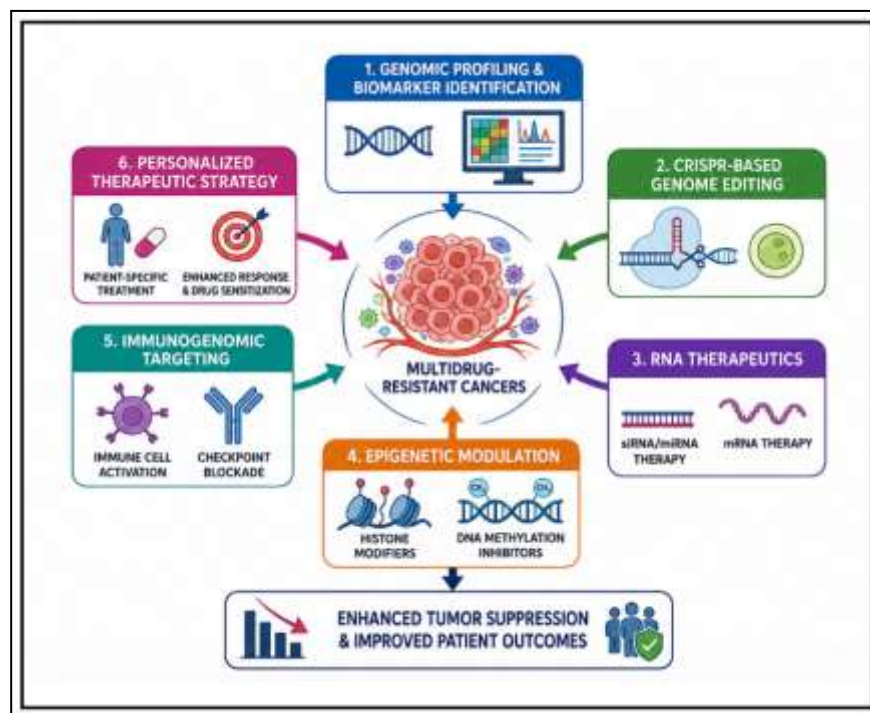 1. GENOMIC PROFILING &
BIOMARKER IDENTIFICATION
2. CRISPR-BASED
GENOME EDITING
3. RNA THERAPEUTICS
siRNA/miRNA
THERAPY
mRNA THERAPY
4. EPIGENETIC MODULATION
HISTONE
MODIFIERS
CH₃
CH₃
DNA METHYLATION
INHIBITORS
5. IMMUNOGENOMIC
TARGETING
IMMUNE CELL
ACTIVATION
CHECKPOINT
BLOCKADE
6. PERSONALIZED
THERAPEUTIC STRATEGY
PATIENT-SPECIFIC
TREATMENT
ENHANCED RESPONSE
& DRUG SENSITIZATION
MULTIDRUG-
RESISTANT CANCERS
ENHANCED TUMOR SUPPRESSION
& IMPROVED PATIENT OUTCOMES